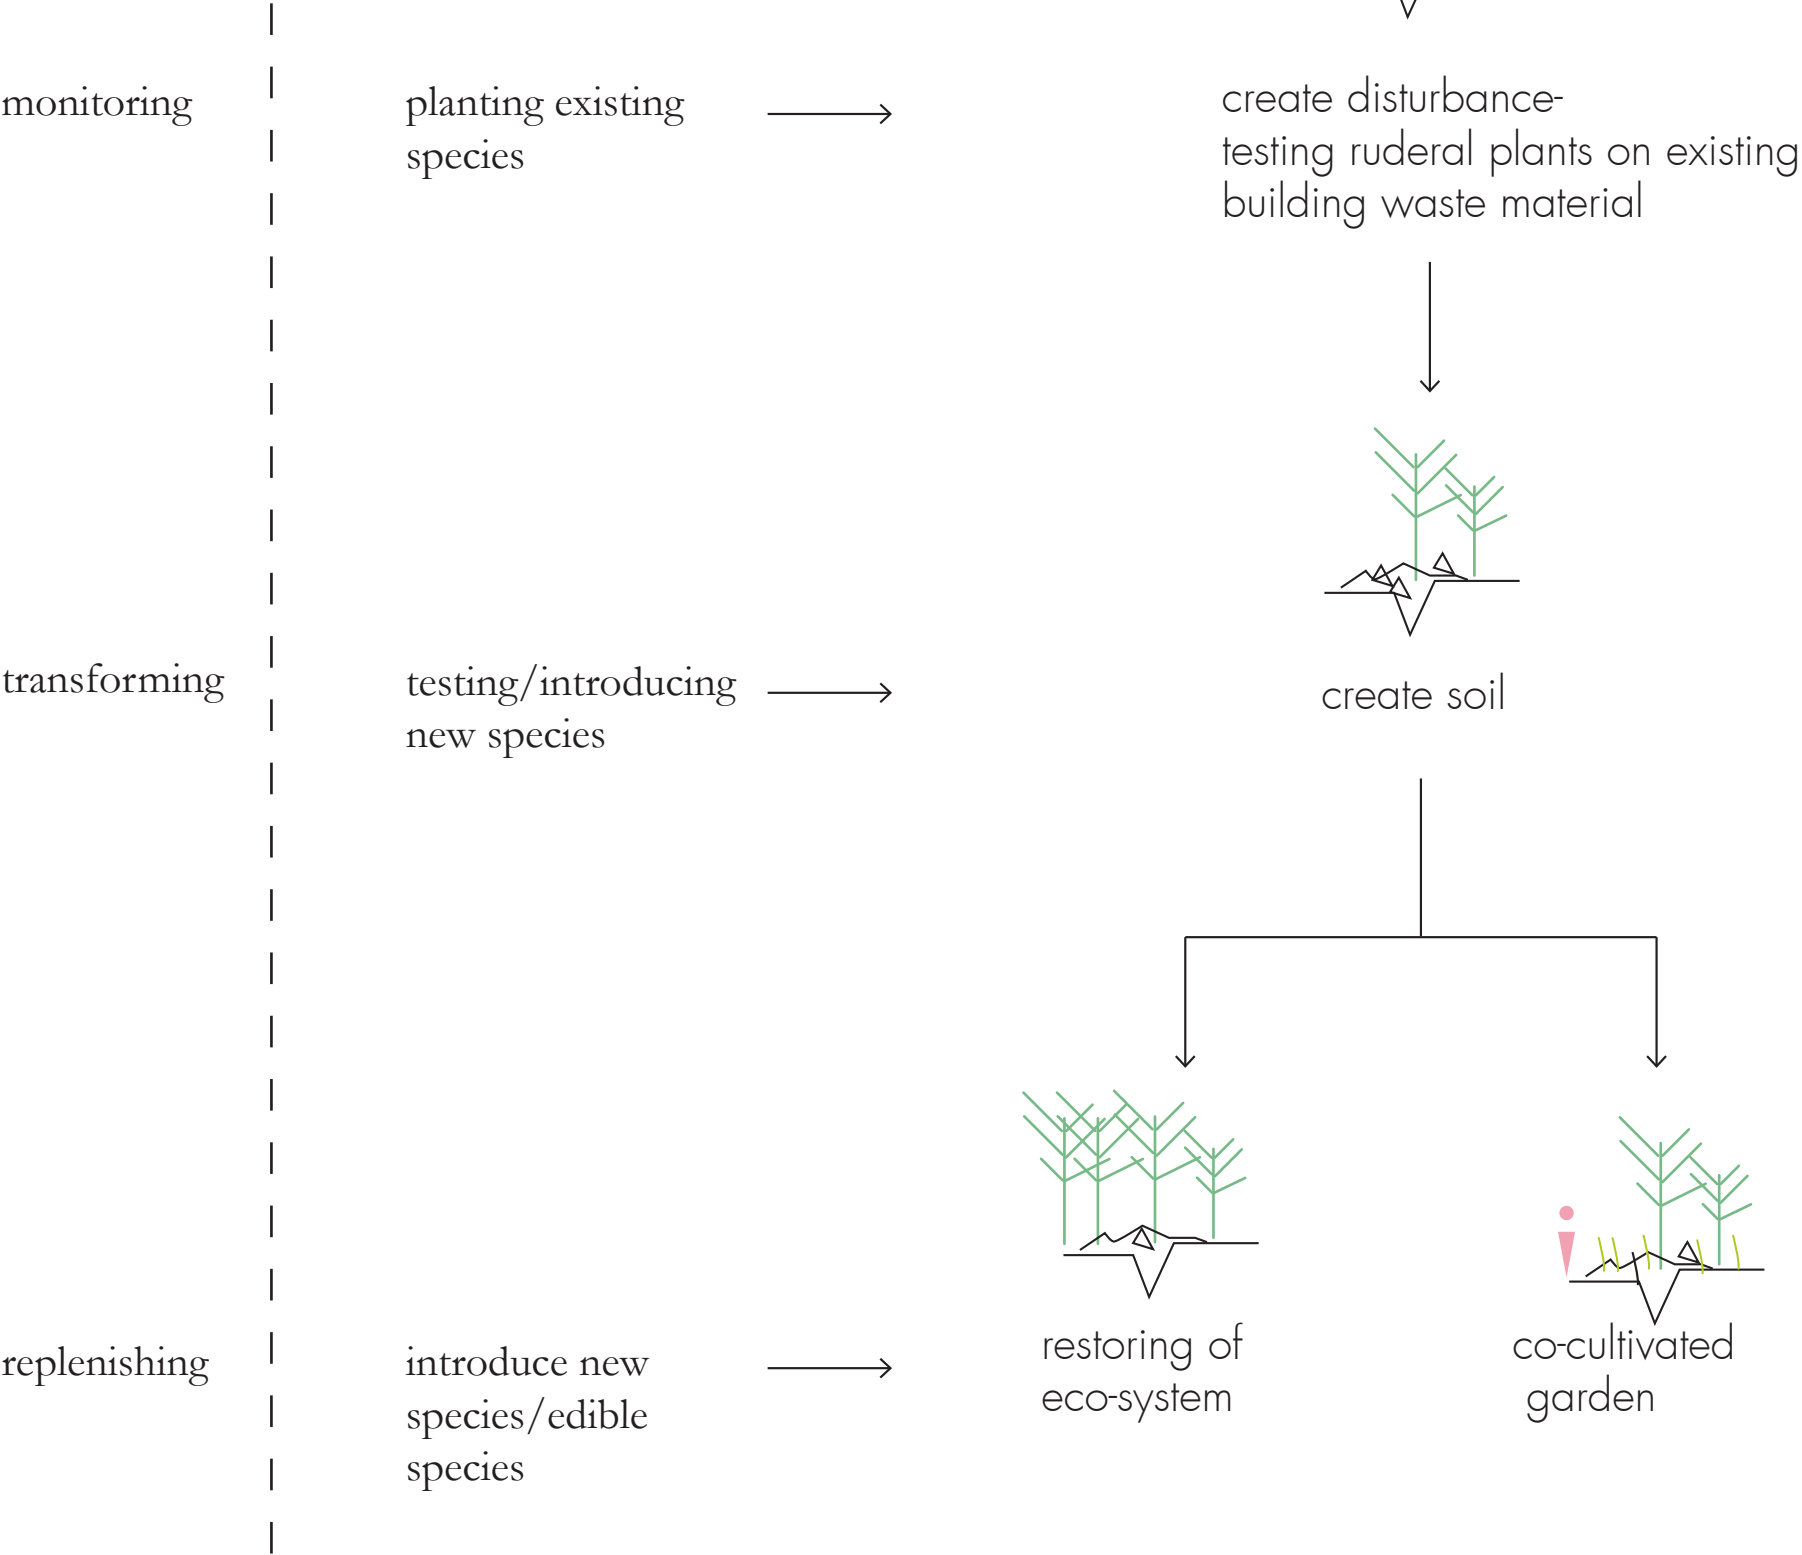 monitoring
planting existing
species
create disturbance-
testing ruderal plants on existing
building waste material
transforming
testing/introducing
new species
create soil
replenishing
introduce new
species/edible
species
restoring of
eco-system
co-cultivated
garden